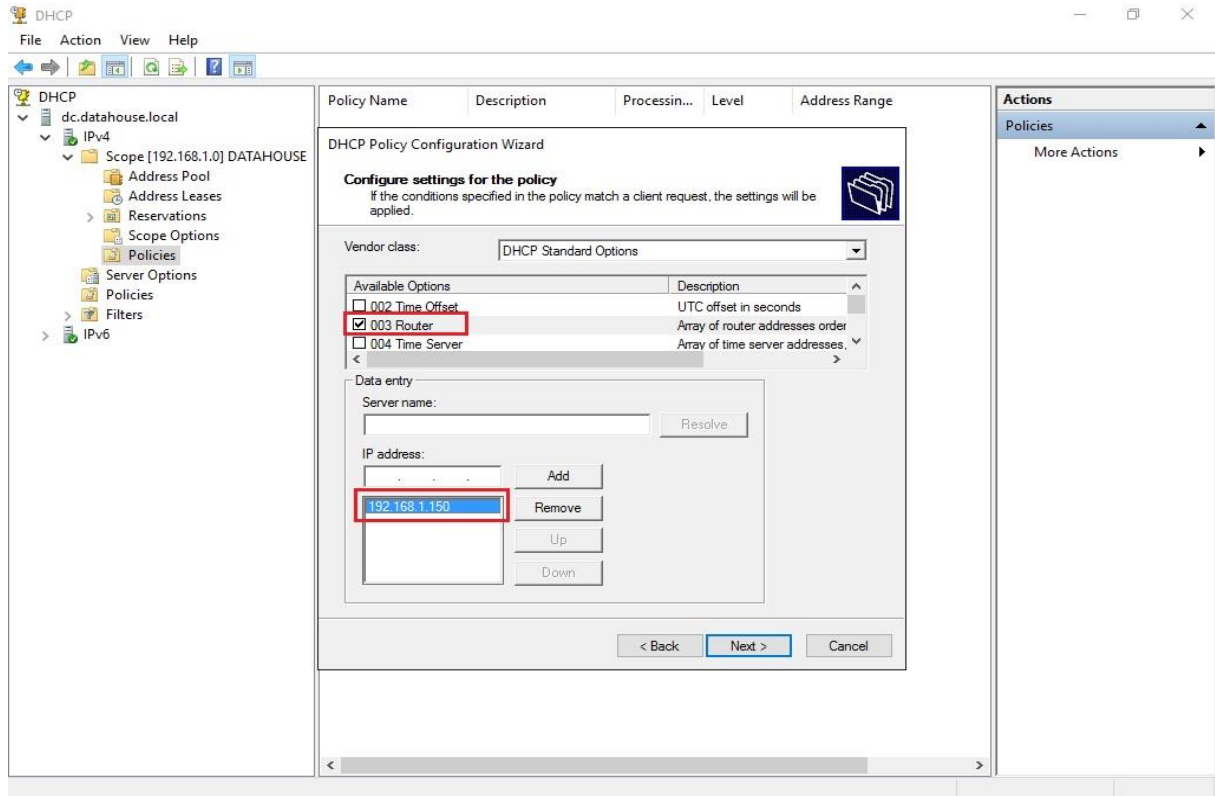 DHCP
File Action View Help
DHCP
dc.datahouse.local
IPv4
Scope [192.168.1.0] DATAHOUSE
Address Pool
Address Leases
Reservations
Scope Options
Policies
Server Options
Policies
Filters
IPv6
Policy Name Description Processin... Level Address Range
DHCP Policy Configuration Wizard
Configure settings for the policy
If the conditions specified in the policy match a client request, the settings will be
applied.
Vendor class: DHCP Standard Options
Available Options Description
002 Time Offset UTC offset in seconds
003 Router Array of router addresses order
004 Time Server Array of time server addresses,
Data entry
Server name:
Resolve
IP address:
Add
192.168.1.150 Remove
Up
Down
< Back Next > Cancel
Actions
Policies
More Actions